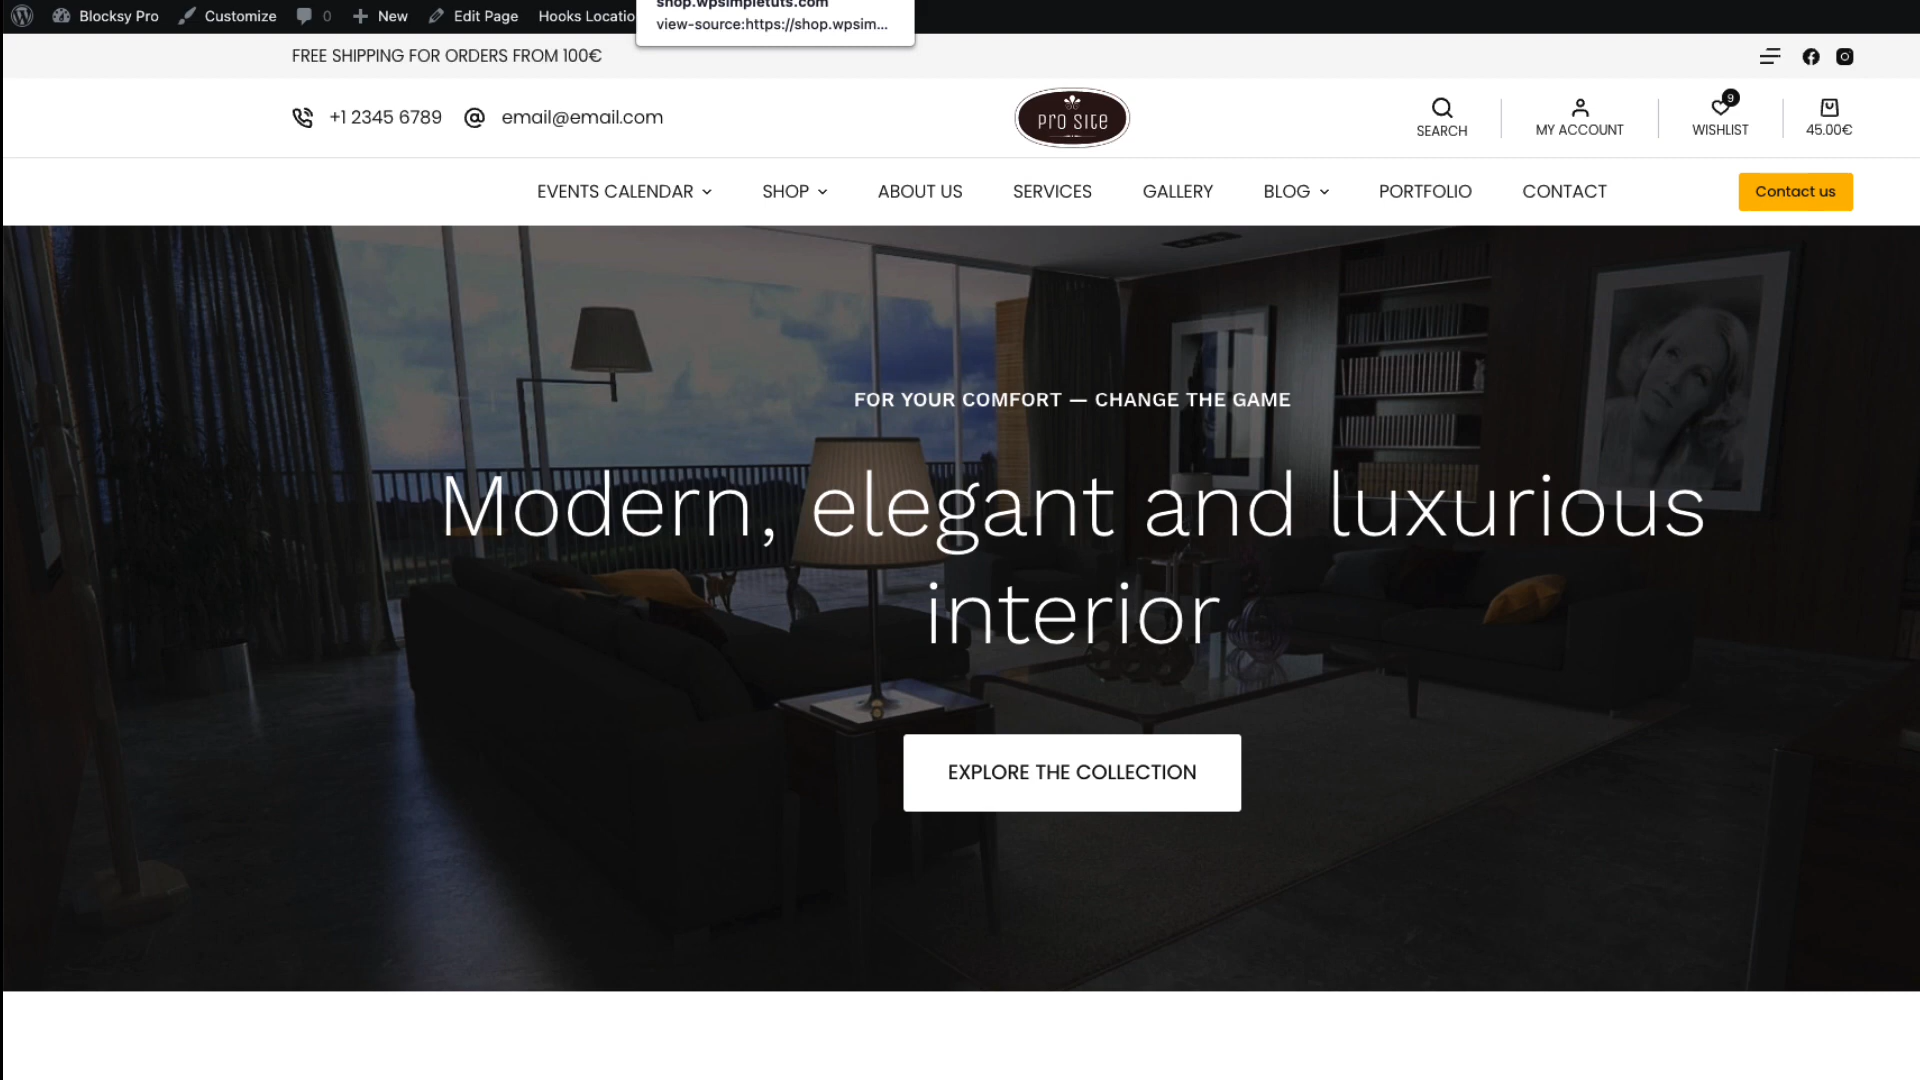 Blocksy Pro Customize 0 New Edit Page Hooks Locatio
shop.wpsimpletuts.com
view-source:https://shop.wpsim...
FREE SHIPPING FOR ORDERS FROM 100€
+1 2345 6789 email@email.com
PRO SITE
SEARCH
MY ACCOUNT
9
WISHLIST
45.00€
EVENTS CALENDAR SHOP ABOUT US SERVICES GALLERY BLOG PORTFOLIO CONTACT Contact us
FOR YOUR COMFORT — CHANGE THE GAME
Modern, elegant and luxurious
interior
EXPLORE THE COLLECTION